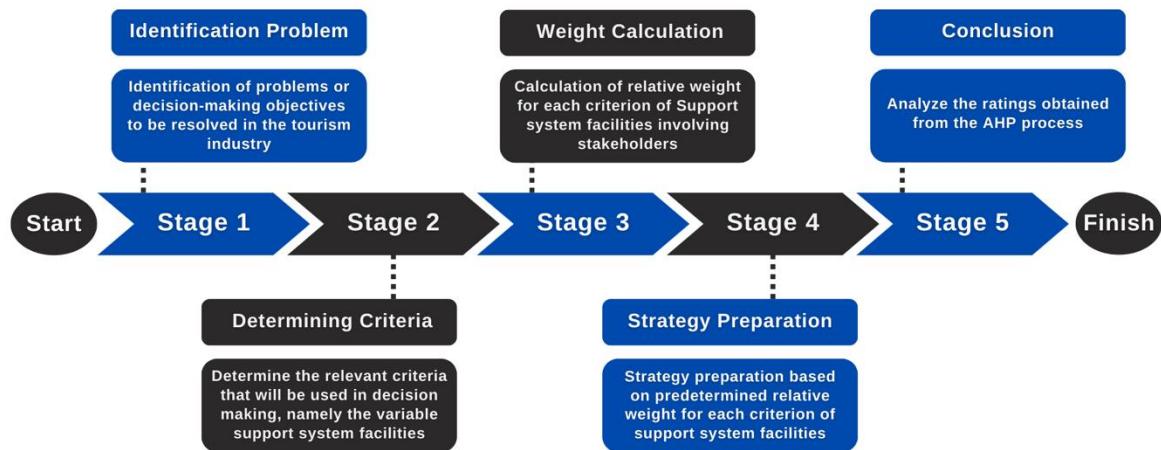 Identification Problem
Identification of problems or
decision-making objectives
to be resolved in the tourism
industry
Weight Calculation
Calculation of relative weight
for each criterion of Support
system facilities involving
stakeholders
Conclusion
Analyze the ratings obtained
from the AHP process
Start
Stage 1
Stage 2
Stage 3
Stage 4
Stage 5
Finish
Determining Criteria
Determine the relevant criteria
that will be used in decision
making, namely the variable
support system facilities
Strategy Preparation
Strategy preparation based
on predetermined relative
weight for each criterion of
support system facilities